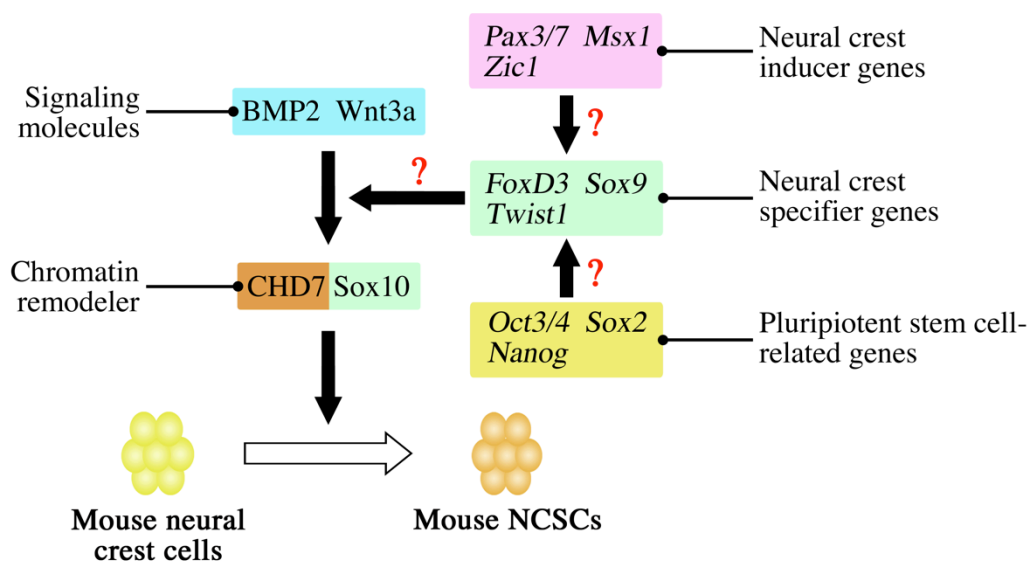 Pax3/7 Msx1
Zic1
Neural crest
inducer genes
Signaling
molecules
BMP2 Wnt3a
?
?
FoxD3 Sox9
Twist1
Neural crest
specifier genes
Chromatin
remodeler
CHD7 Sox10
?
Oct3/4 Sox2
Nanog
Pluripiotent stem cell-
related genes
Mouse neural
crest cells
Mouse NCSCs